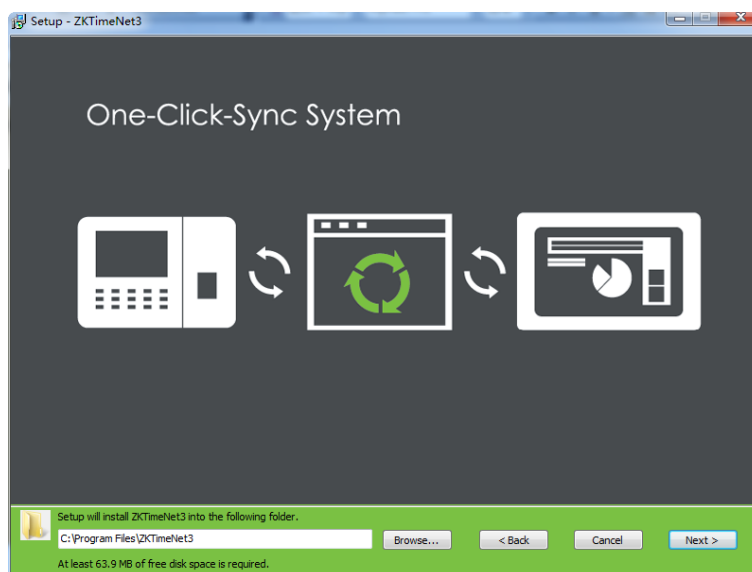 Setup - ZKTimeNet3
One-Click-Sync System
Setup will install ZKTimeNet3 into the following folder.
C:\Program Files\ZKTimeNet3
Browse...
< Back
Cancel
Next >
At least 63.9 MB of free disk space is required.